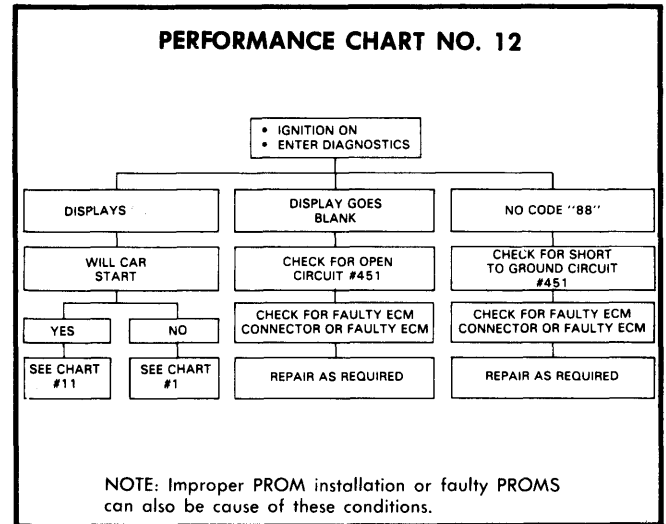 PERFORMANCE CHART NO. 12
• IGNITION ON
• ENTER DIAGNOSTICS
DISPLAYS
DISPLAY GOES
BLANK
NO CODE "88"
WILL CAR
START
CHECK FOR OPEN
CIRCUIT #451
CHECK FOR SHORT
TO GROUND CIRCUIT
#451
YES
NO
CHECK FOR FAULTY ECM
CONNECTOR OR FAULTY ECM
CHECK FOR FAULTY ECM
CONNECTOR OR FAULTY ECM
SEE CHART
#11
SEE CHART
#1
REPAIR AS REQUIRED
REPAIR AS REQUIRED
NOTE: Improper PROM installation or faulty PROMS
can also be cause of these conditions.